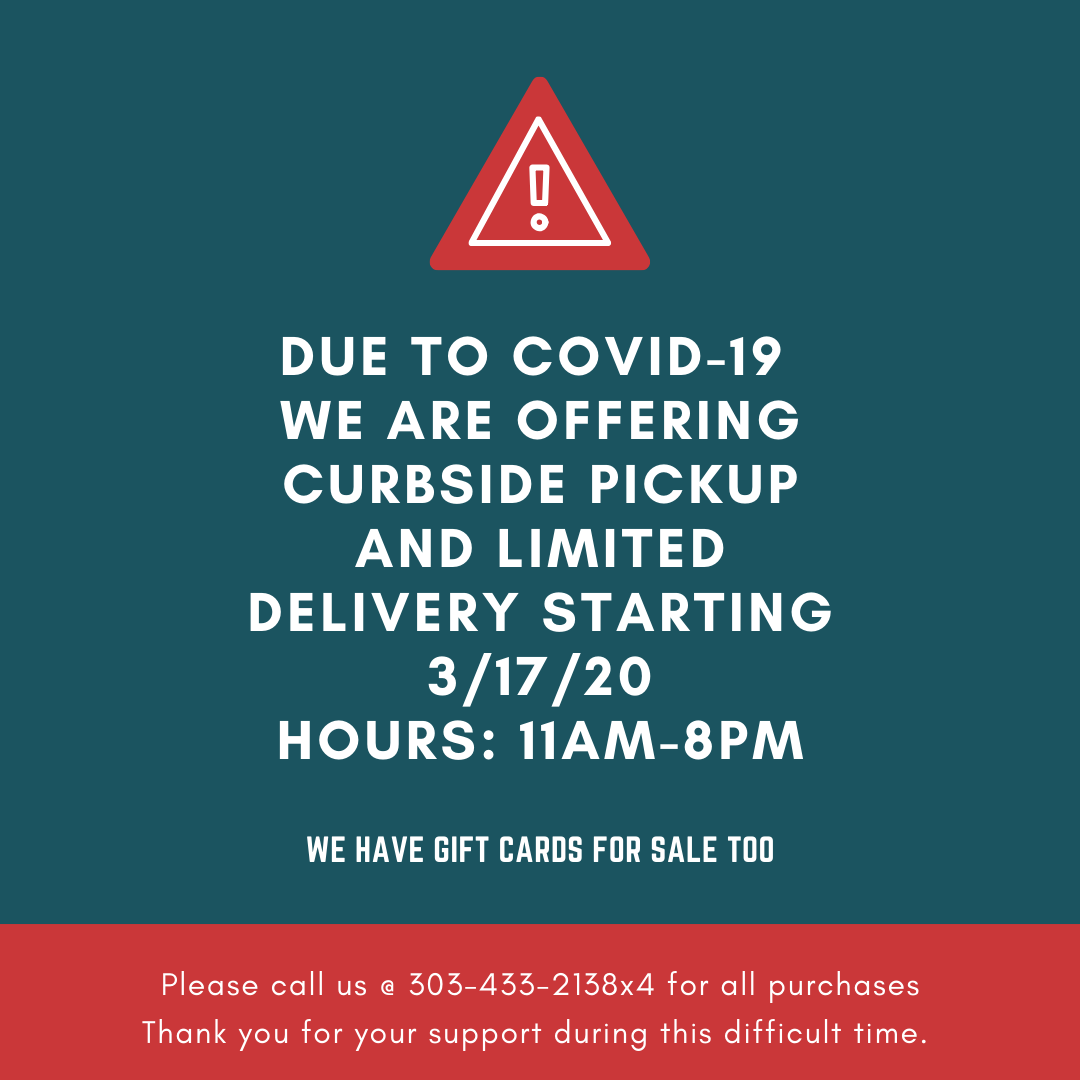 DUE TO COVID-19
WE ARE OFFERING
CURBSIDE PICKUP
AND LIMITED
DELIVERY STARTING
3/17/20
HOURS: 11AM-8PM
WE HAVE GIFT CARDS FOR SALE TOO
Please call us @ 303-433-2138x4 for all purchases
Thank you for your support during this difficult time.